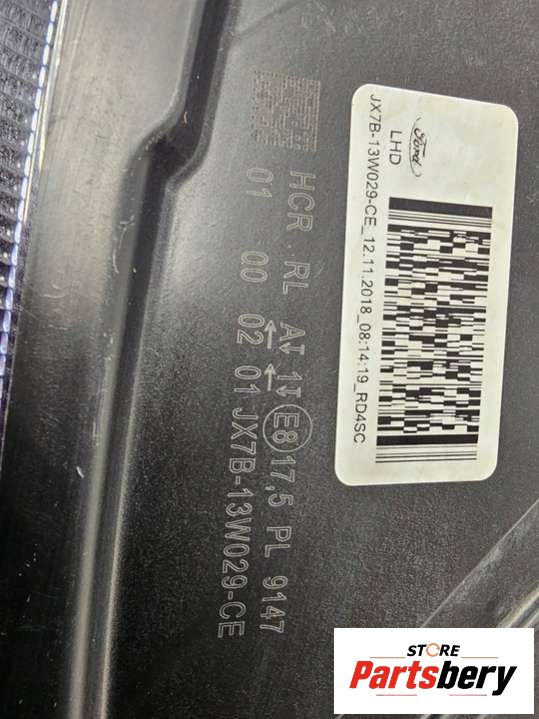 Ford
LHD
JX7B-13W029-CE_12.11.2018_08:14:19_RD4SC
HCR RL A 1 E8 17,5 PL 9147
01 00 02 01 JX7B-13W029-CE
STORE
Partsbery